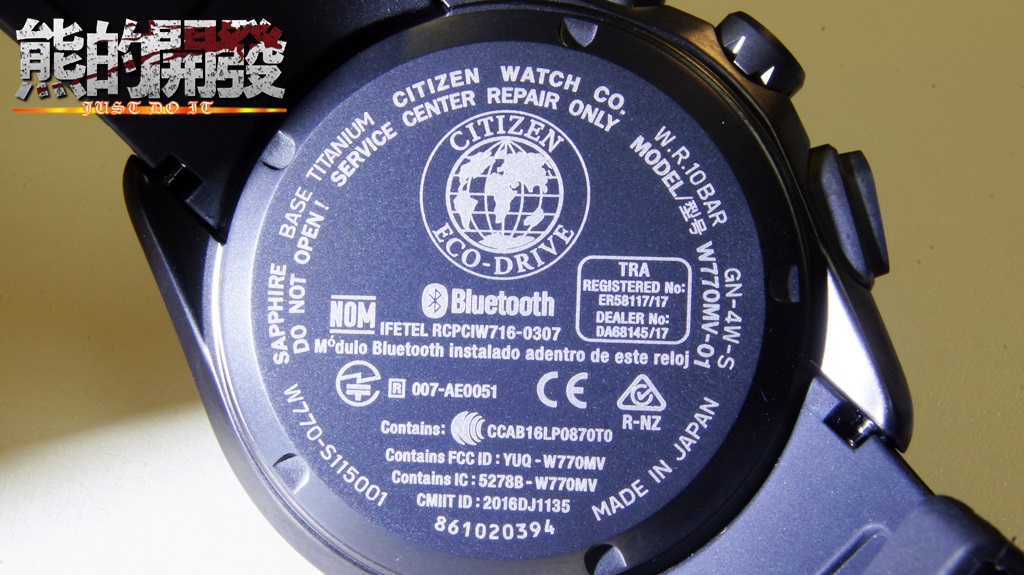 熊的開發
JUST DO IT
CITIZEN WATCH CO.
SERVICE CENTER REPAIR ONLY
W.R.10BAR
MODEL/型号 W770MV-01
GN-4W-S
BASE TITANIUM
SAPPHIRE
DO NOT OPEN!
W770-S115001
MADE IN JAPAN
CITIZEN
ECO-DRIVE
Bluetooth
TRA
REGISTERED No:
ER58117/17
DEALER No:
DA68145/17
NOM
IFETEL RCPCIW716-0307
Módulo Bluetooth instalado adentro de este reloj
R 007-AE0051
CE
R-NZ
Contains: CCAB16LP0870T0
Contains FCC ID : YUQ - W770MV
Contains IC : 5278B - W770MV
CMIIT ID : 2016DJ1135
861020394